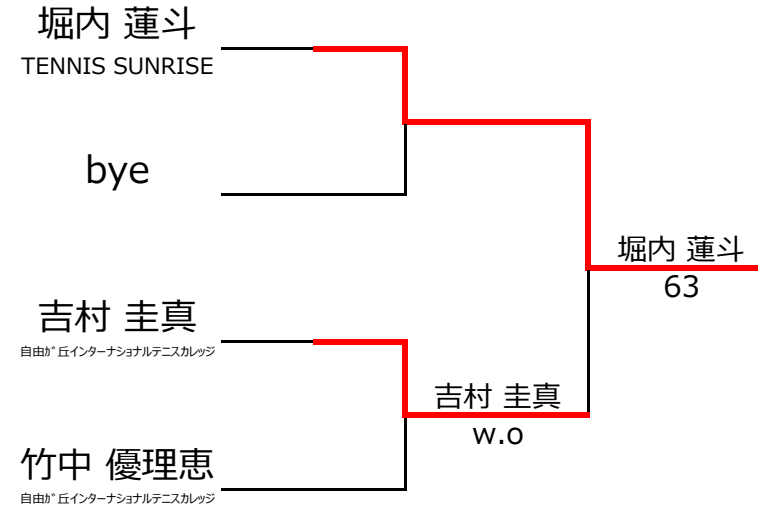 堀内 蓮斗
TENNIS SUNRISE
bye
堀内 蓮斗
63
吉村 圭真
自由ガ丘インターナショナルテニスカレッジ
吉村 圭真
w.o
竹中 優理恵
自由ガ丘インターナショナルテニスカレッジ